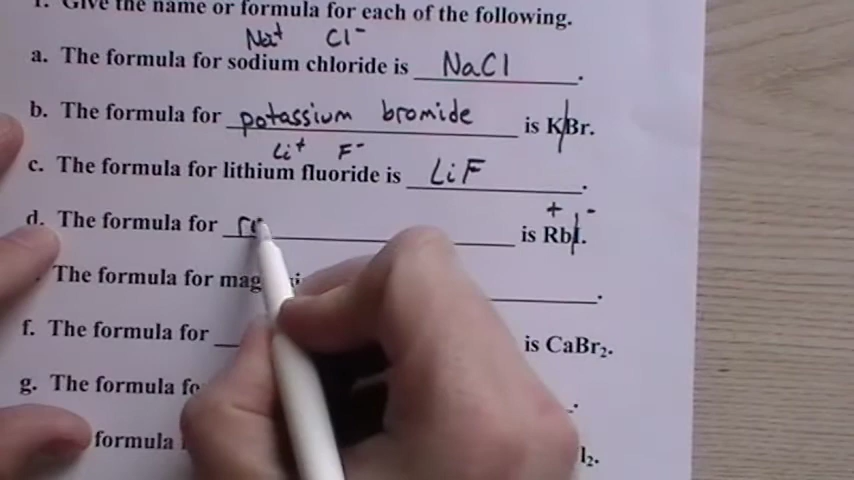 1. Give the name or formula for each of the following.
Na⁺ Cl⁻
a. The formula for sodium chloride is NaCl.
b. The formula for potassium bromide is KBr.
Li⁺ F⁻
c. The formula for lithium fluoride is LiF.
+ -
d. The formula for ru is RbI.
The formula for mag
f. The formula for is CaBr₂.
g. The formula
formula